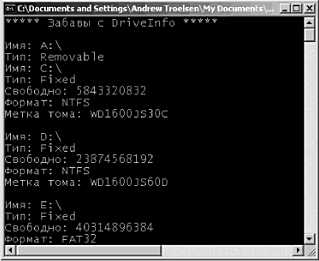 C:\Documents and Settings\Andrew Troelsen\My Documents\...
***** Забавы с DriveInfo *****
Имя: A:\
Тип: Removable
Имя: C:\
Тип: Fixed
Свободно: 5843320832
Формат: NTFS
Метка тома: WD1600JS30C
Имя: D:\
Тип: Fixed
Свободно: 23874568192
Формат: NTFS
Метка тома: WD1600JS60D
Имя: E:\
Тип: Fixed
Свободно: 40314896384
Формат: FAT32